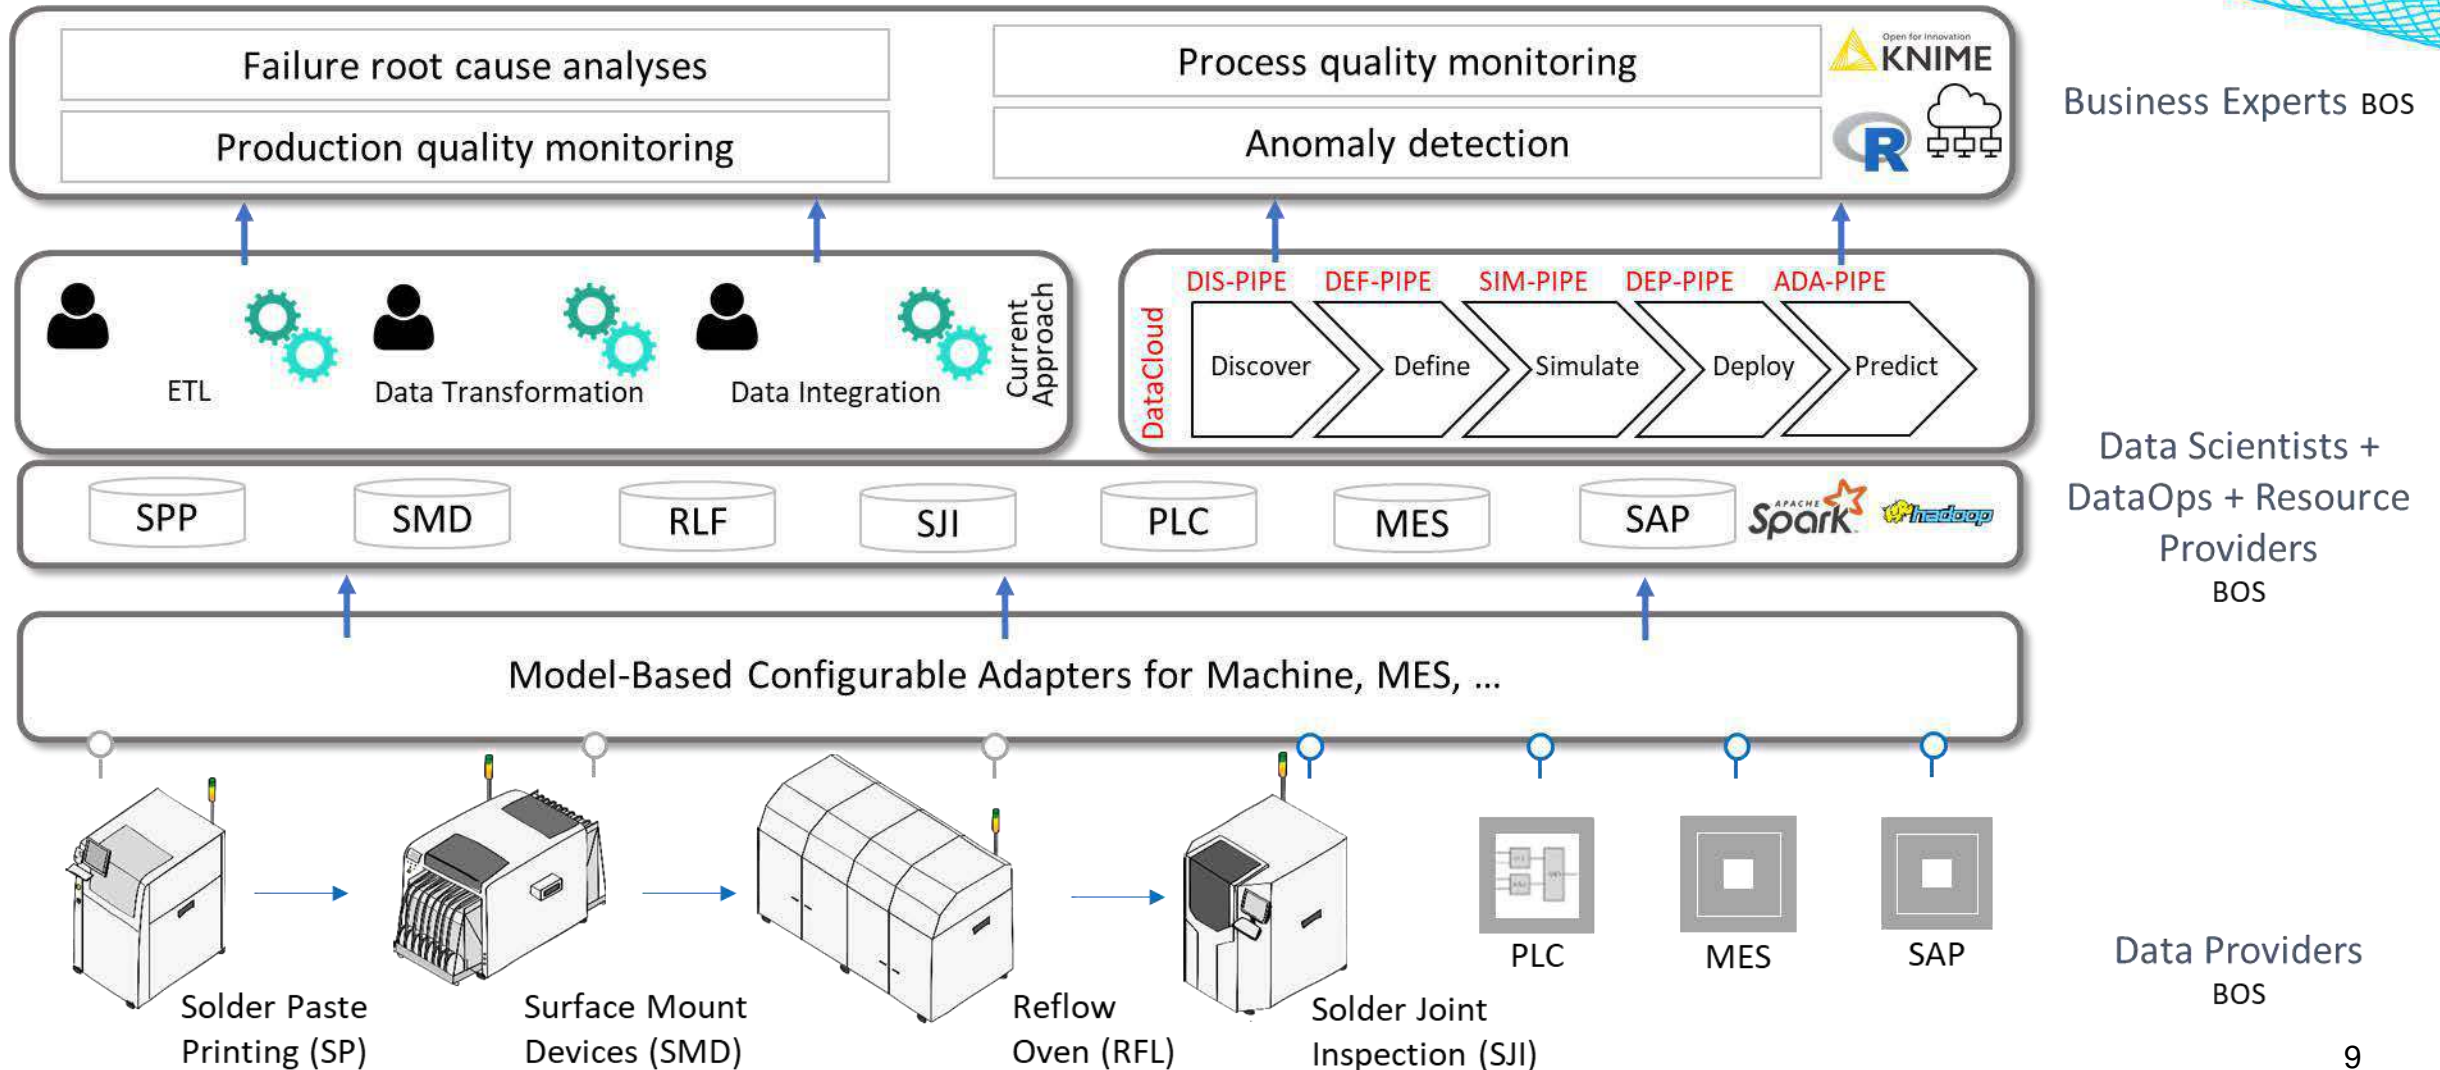 Failure root cause analyses
Process quality monitoring
Open for Innovation
KNIME
Production quality monitoring
Anomaly detection
R
Business Experts BOS
ETL
Data Transformation
Data Integration
Current
Approach
DataCloud
DIS-PIPE
DEF-PIPE
SIM-PIPE
DEP-PIPE
ADA-PIPE
Discover
Define
Simulate
Deploy
Predict
SPP
SMD
RLF
SJI
PLC
MES
SAP
APACHE
Spark
hadoop
Data Scientists +
DataOps + Resource
Providers
BOS
Model-Based Configurable Adapters for Machine, MES, ...
Solder Paste
Printing (SP)
Surface Mount
Devices (SMD)
Reflow
Oven (RFL)
Solder Joint
Inspection (SJI)
PLC
MES
SAP
Data Providers
BOS
9